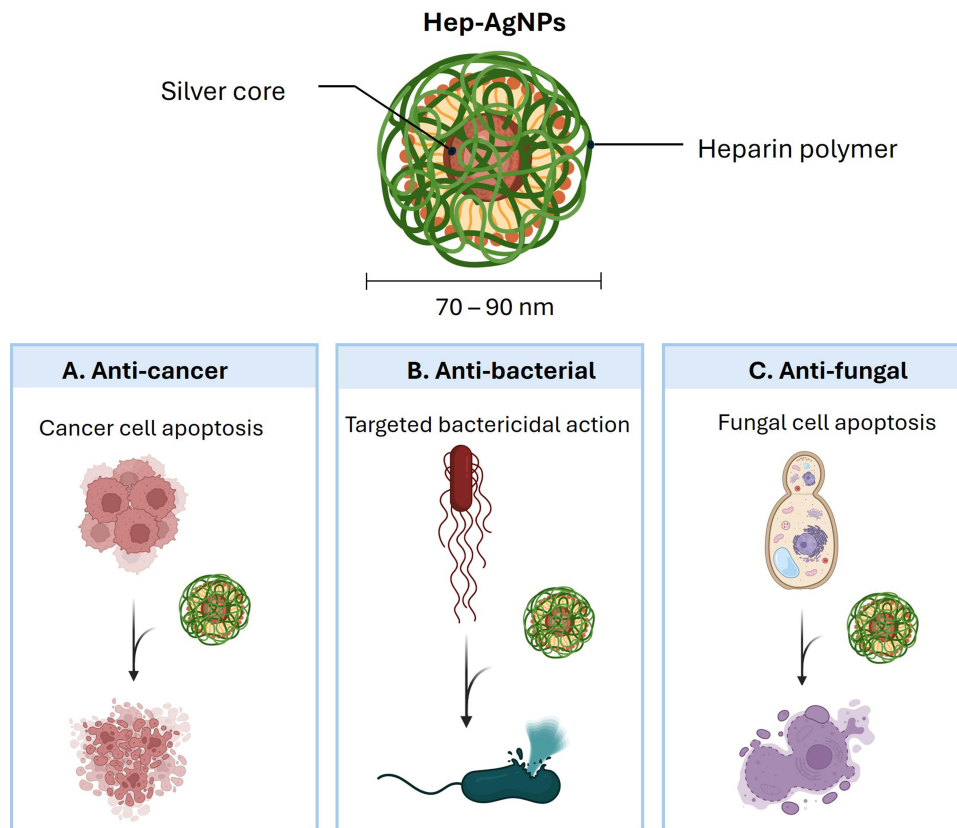 Hep-AgNPs
Silver core
Heparin polymer
70 – 90 nm
A. Anti-cancer
Cancer cell apoptosis
B. Anti-bacterial
Targeted bactericidal action
C. Anti-fungal
Fungal cell apoptosis